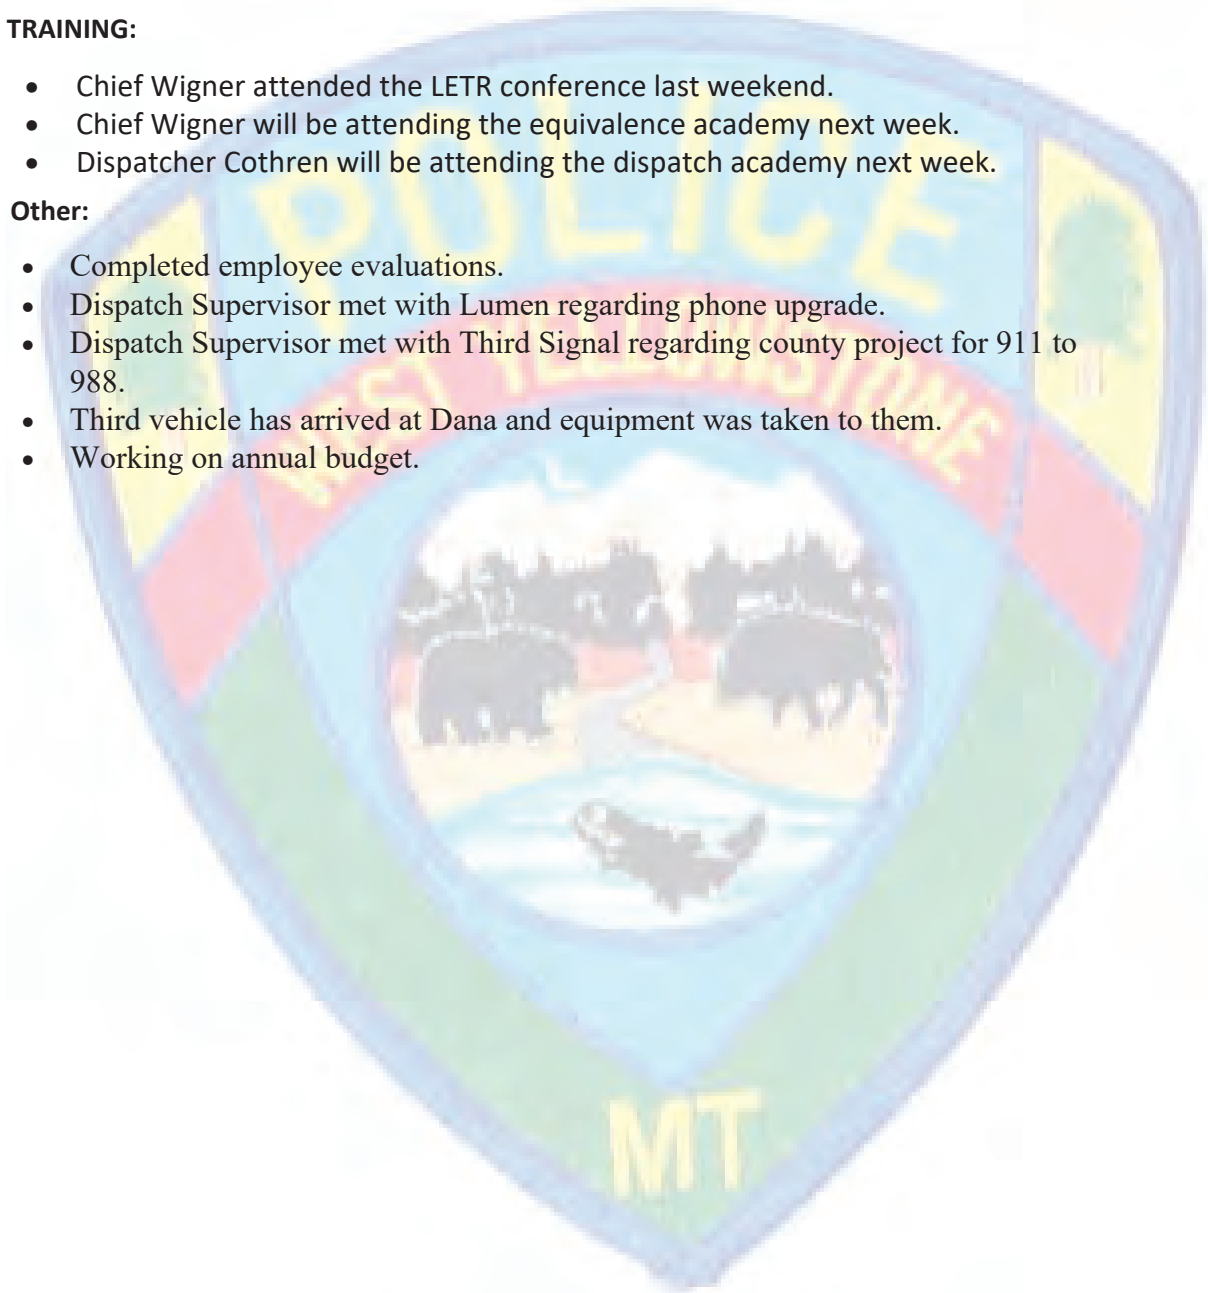 TRAINING:
• Chief Wigner attended the LETR conference last weekend.
• Chief Wigner will be attending the equivalence academy next week.
• Dispatcher Cothren will be attending the dispatch academy next week.
Other:
• Completed employee evaluations.
• Dispatch Supervisor met with Lumen regarding phone upgrade.
• Dispatch Supervisor met with Third Signal regarding county project for 911 to
988.
• Third vehicle has arrived at Dana and equipment was taken to them.
• Working on annual budget.
POLICE
WEST YELLOWSTONE
MT